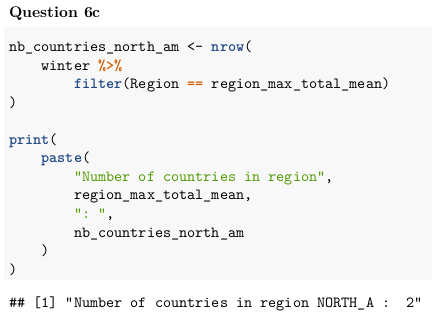 Question 6c
nb_countries_north_am <- nrow(
    winter %>%
        filter(Region == region_max_total_mean)
)
print(
    paste(
        "Number of countries in region",
        region_max_total_mean,
        ": ",
        nb_countries_north_am
    )
)
## [1] "Number of countries in region NORTH_A :  2"